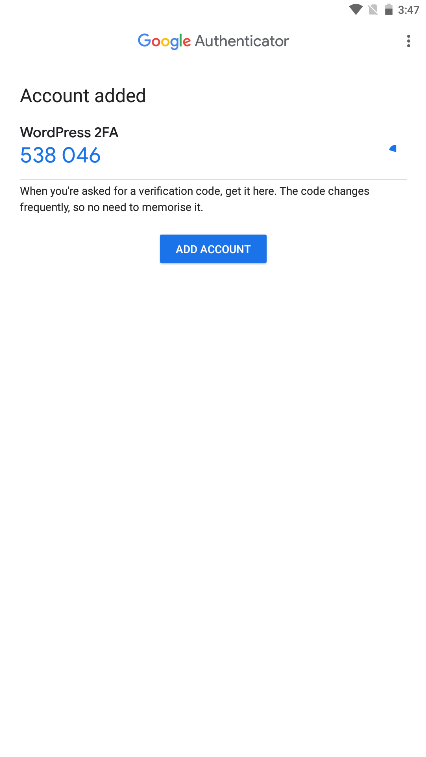 3:47
Google Authenticator
Account added
WordPress 2FA
538 046
When you're asked for a verification code, get it here. The code changes
frequently, so no need to memorise it.
ADD ACCOUNT